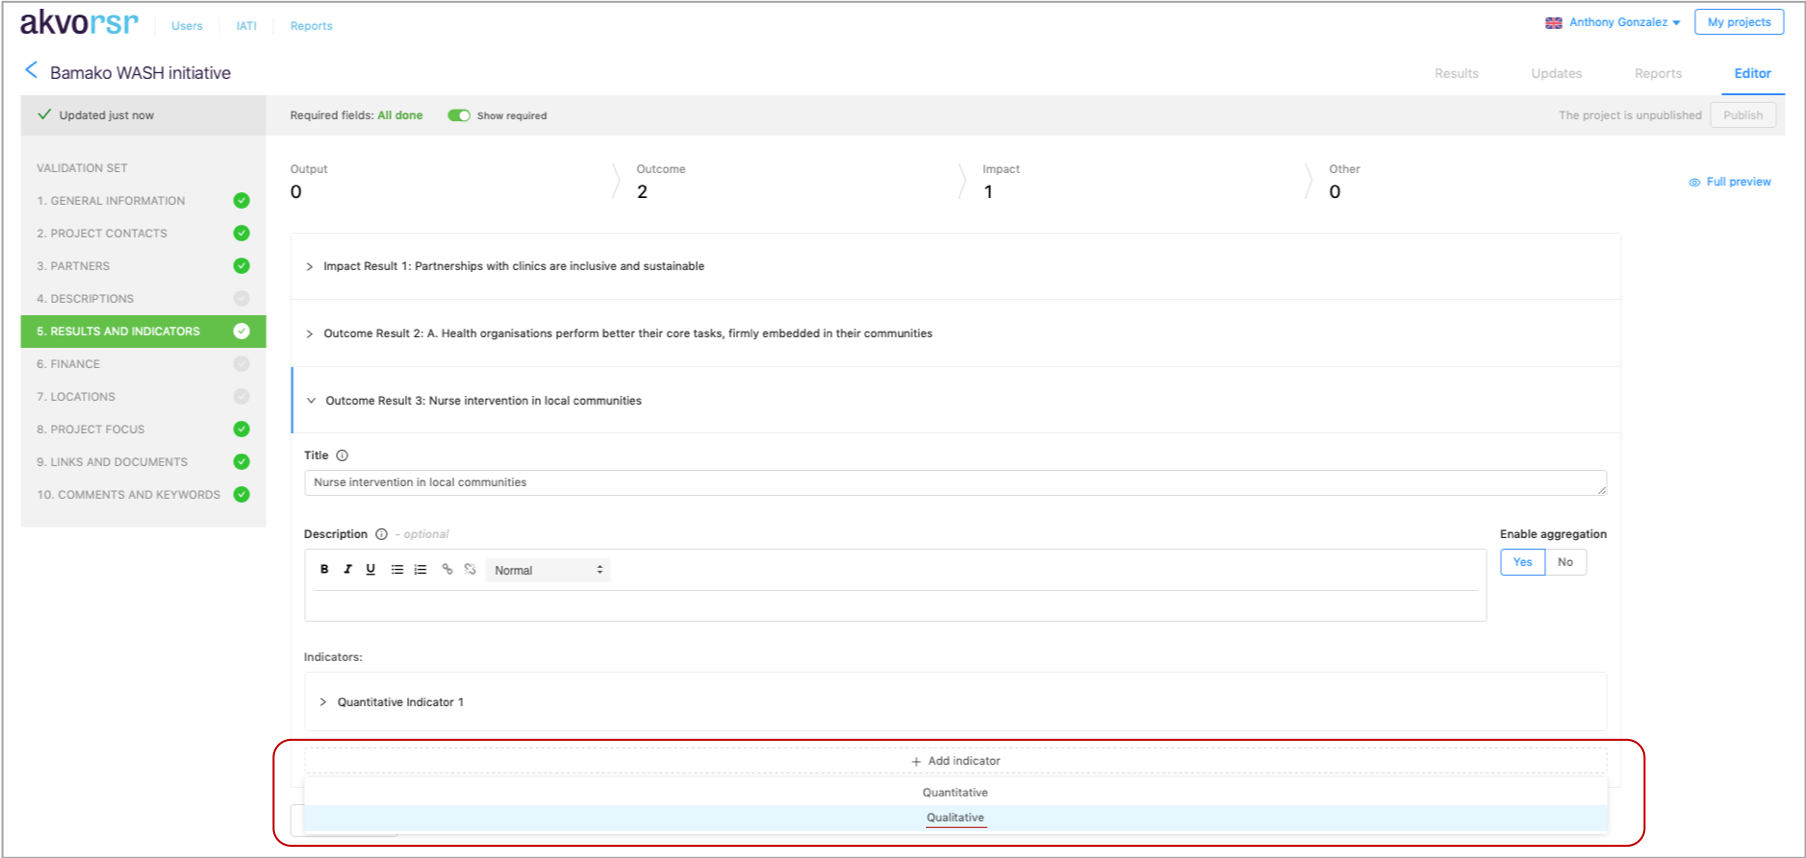 akvorsr
Users
IATI
Reports
Anthony Gonzalez
My projects
Bamako WASH initiative
Results
Updates
Reports
Editor
Updated just now
Required fields: All done
Show required
The project is unpublished
Publish
VALIDATION SET
1. GENERAL INFORMATION
2. PROJECT CONTACTS
3. PARTNERS
4. DESCRIPTIONS
5. RESULTS AND INDICATORS
6. FINANCE
7. LOCATIONS
8. PROJECT FOCUS
9. LINKS AND DOCUMENTS
10. COMMENTS AND KEYWORDS
Output
0
Outcome
2
Impact
1
Other
0
Full preview
Impact Result 1: Partnerships with clinics are inclusive and sustainable
Outcome Result 2: A. Health organisations perform better their core tasks, firmly embedded in their communities
Outcome Result 3: Nurse intervention in local communities
Title
Nurse intervention in local communities
Description - optional
Enable aggregation
B I U Normal
Yes No
Indicators:
Quantitative Indicator 1
+ Add indicator
Quantitative
Qualitative